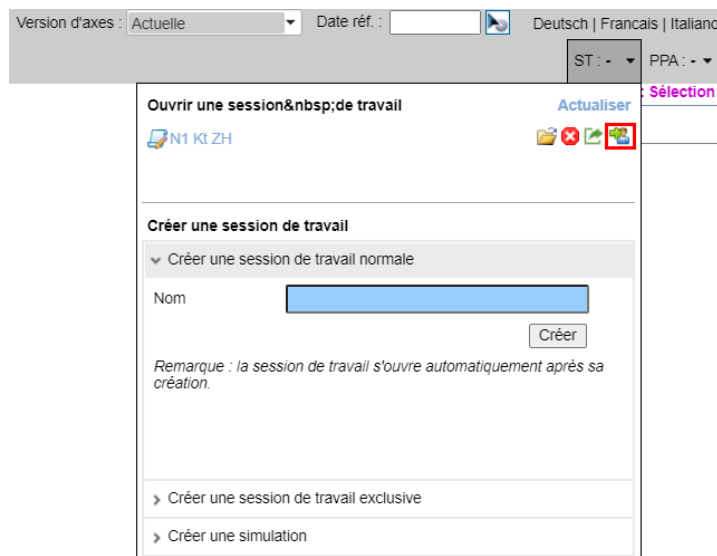 Version d'axes : Actuelle Date réf. : Deutsch | Francais | Italiano
ST : - PPA : -
: Sélection
Ouvrir une session&nbsp;de travail Actualiser
N1 Kt ZH
Créer une session de travail
Créer une session de travail normale
Nom
Créer
Remarque : la session de travail s'ouvre automatiquement après sa
création.
Créer une session de travail exclusive
Créer une simulation